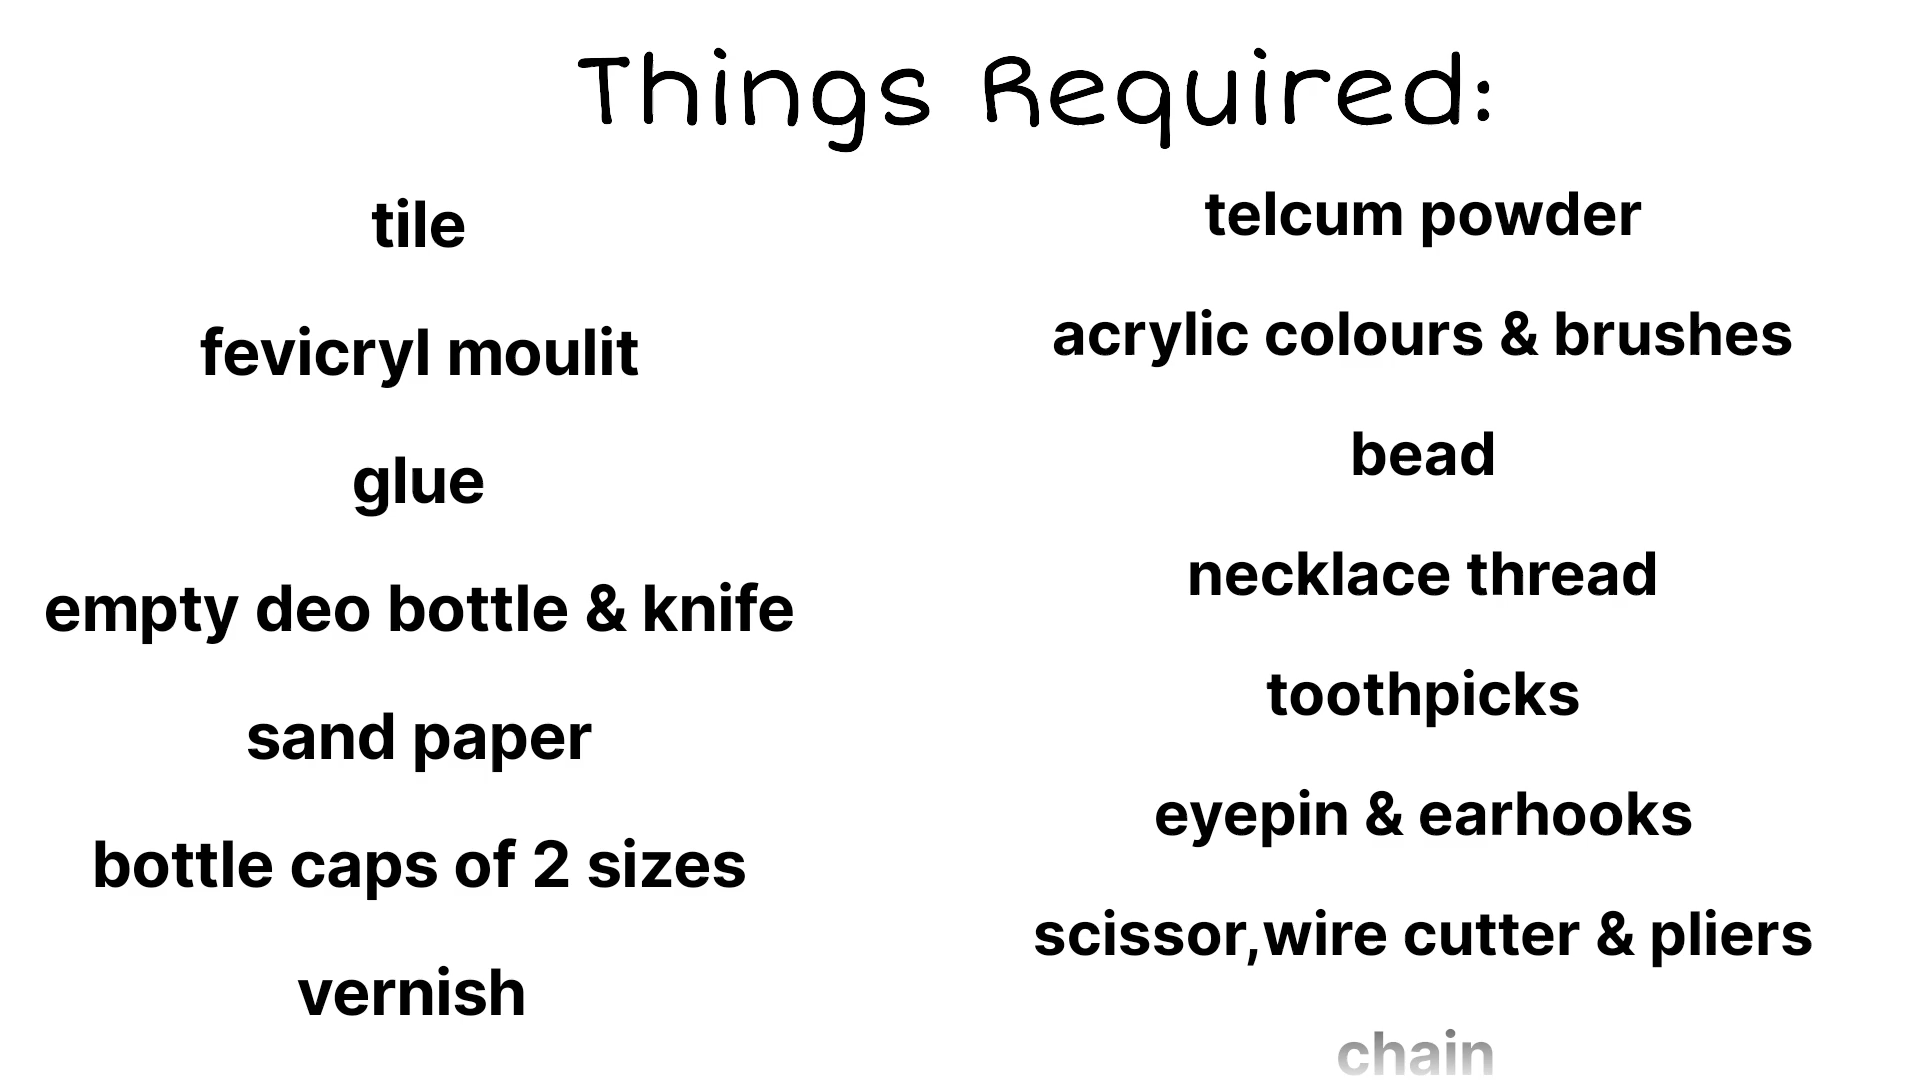 Things Required:
tile
fevicryl moulit
glue
empty deo bottle & knife
sand paper
bottle caps of 2 sizes
vernish
telcum powder
acrylic colours & brushes
bead
necklace thread
toothpicks
eyepin & earhooks
scissor,wire cutter & pliers
chain